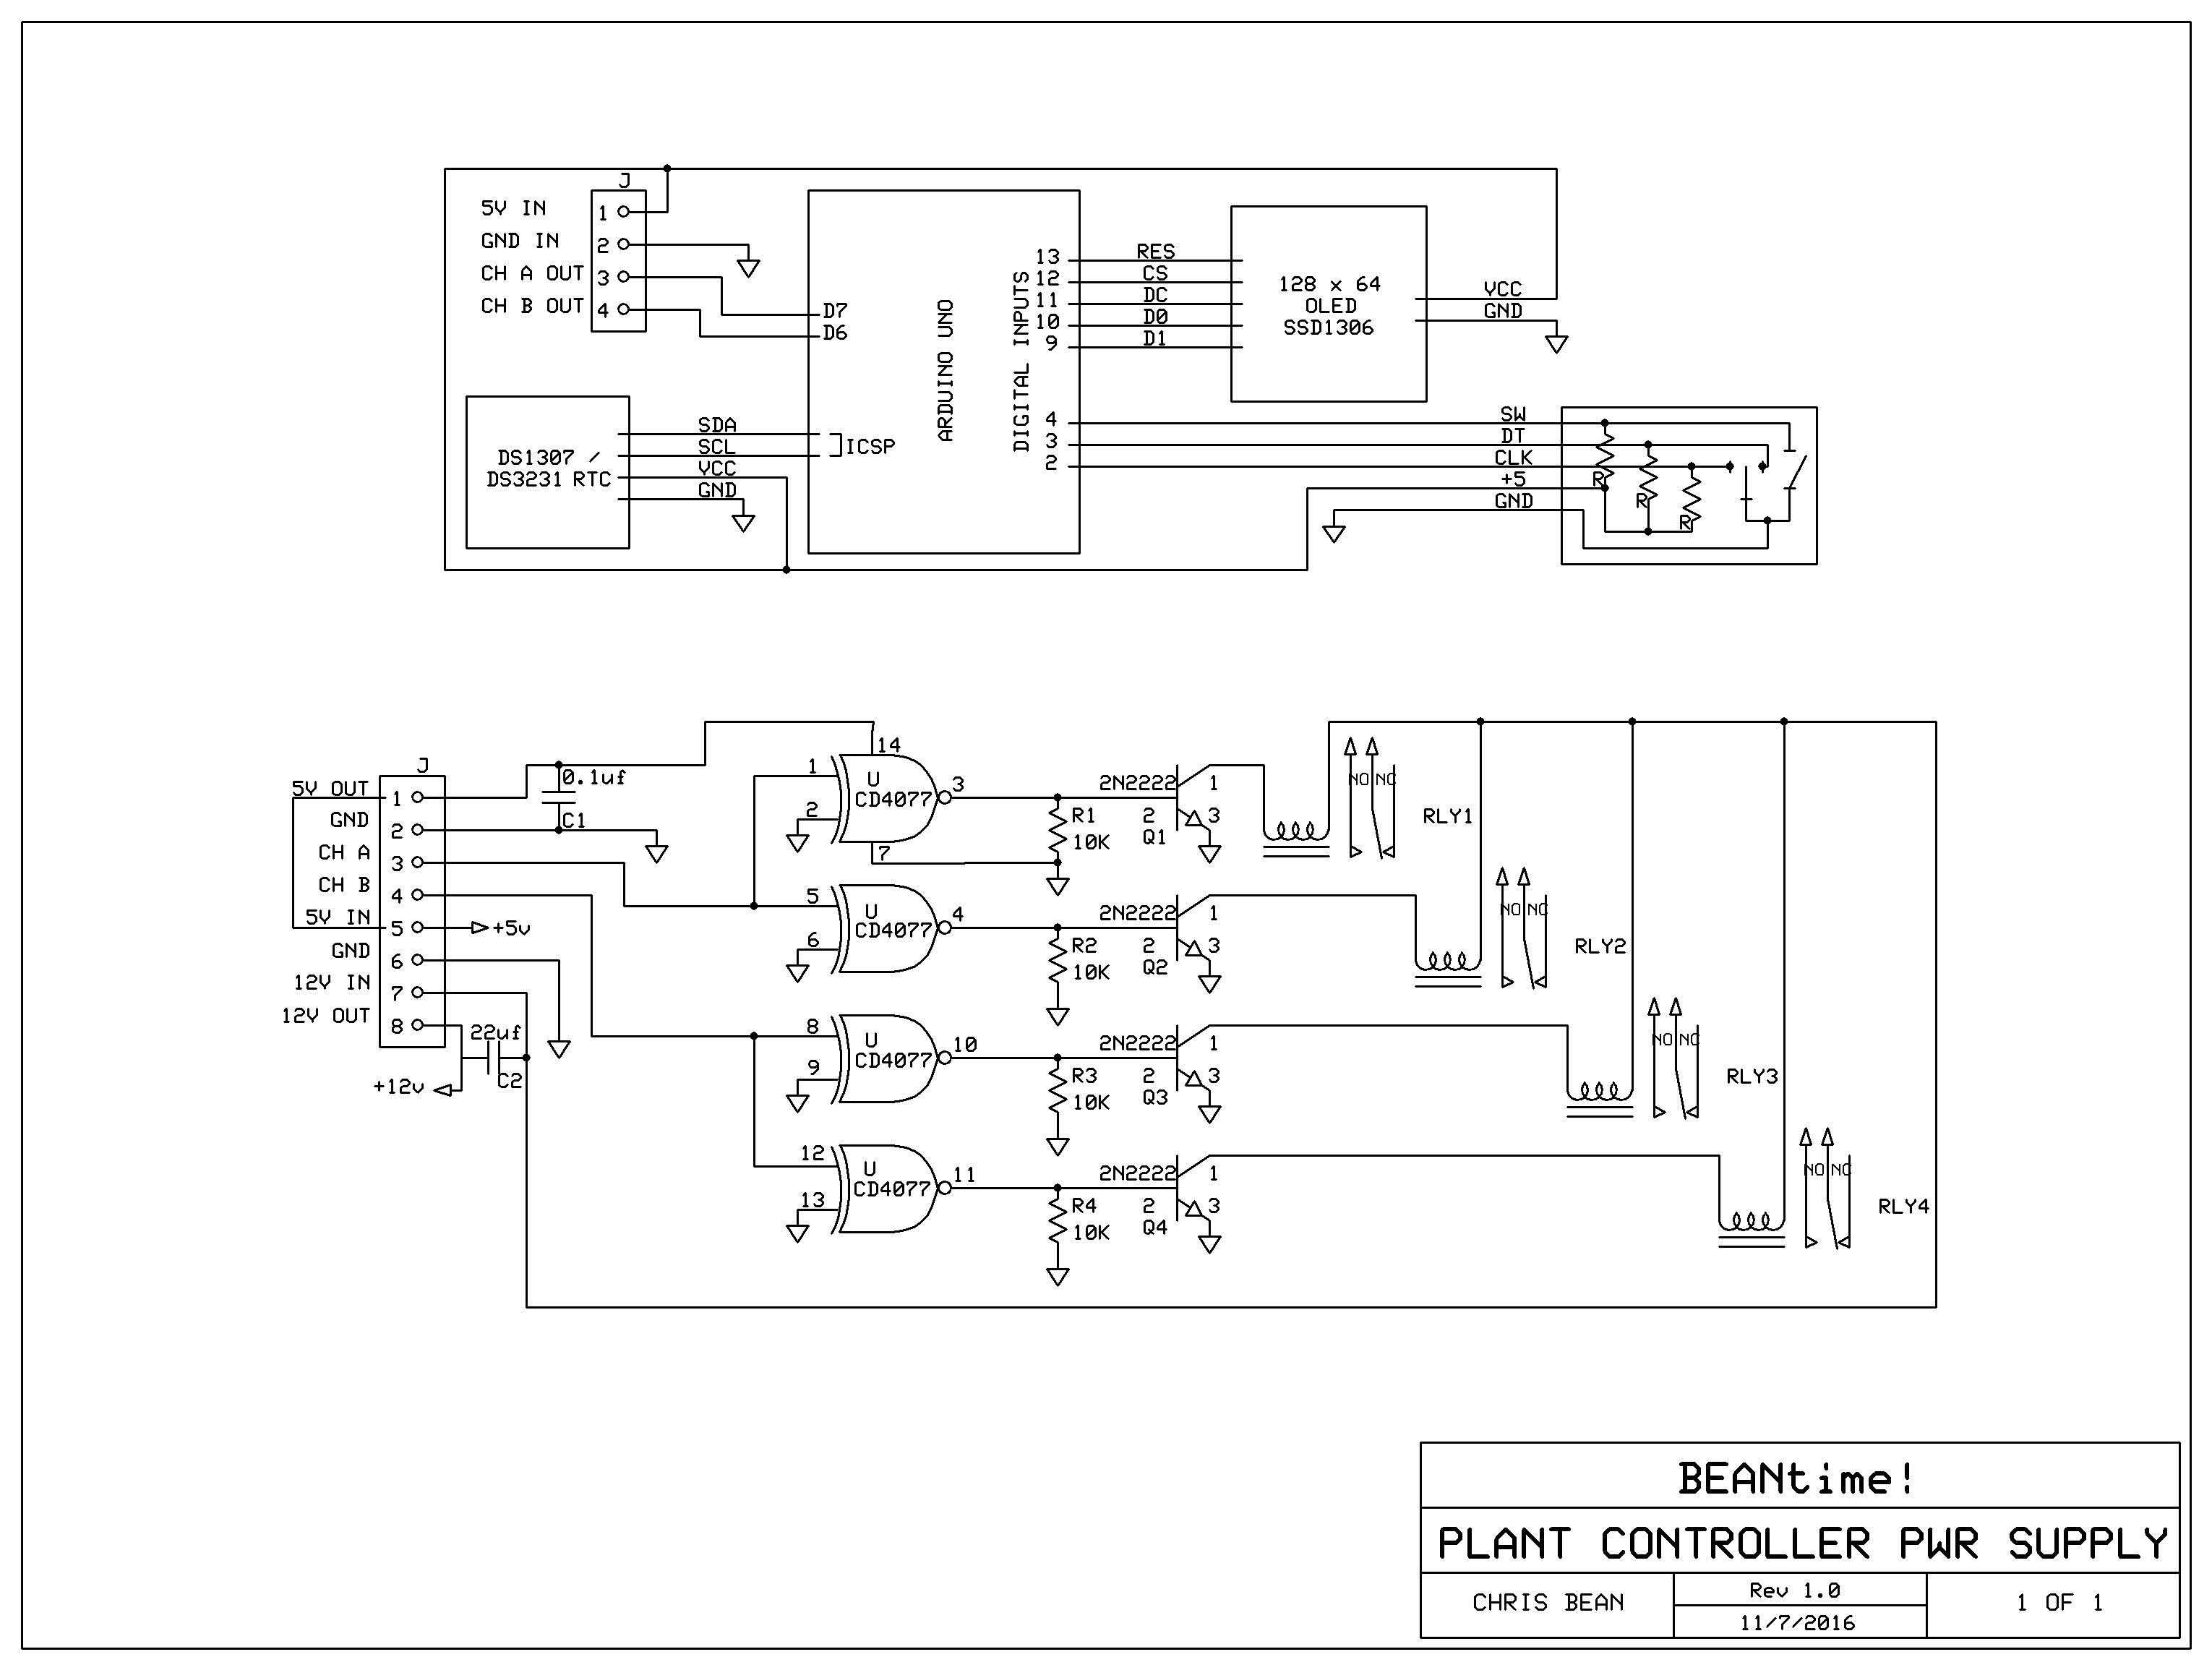 J
5V IN
1
GND IN
2
CH A OUT
3
CH B OUT
4
D7
D6
ARDUINO UNO
DIGITAL INPUTS
13
12
11
10
9
4
3
2
RES
CS
DC
D0
D1
128 x 64
OLED
SSD1306
VCC
GND
DS1307 /
DS3231 RTC
SDA
SCL
VCC
GND
ICSP
SW
DT
CLK
+5
GND
R
R
R
J
5V OUT
1
GND
2
CH A
3
CH B
4
5V IN
5
GND
6
12V IN
7
12V OUT
8
0.1uf
C1
+5v
22uf
C2
+12v
14
1
2
U
CD4077
3
7
R1
10K
2N2222
1
2
3
Q1
NO NC
RLY1
5
6
U
CD4077
4
R2
10K
2N2222
1
2
3
Q2
NO NC
RLY2
8
9
U
CD4077
10
R3
10K
2N2222
1
2
3
Q3
NO NC
RLY3
12
13
U
CD4077
11
R4
10K
2N2222
1
2
3
Q4
NO NC
RLY4
BEANtime!
PLANT CONTROLLER PWR SUPPLY
CHRIS BEAN
Rev 1.0
11/7/2016
1 OF 1